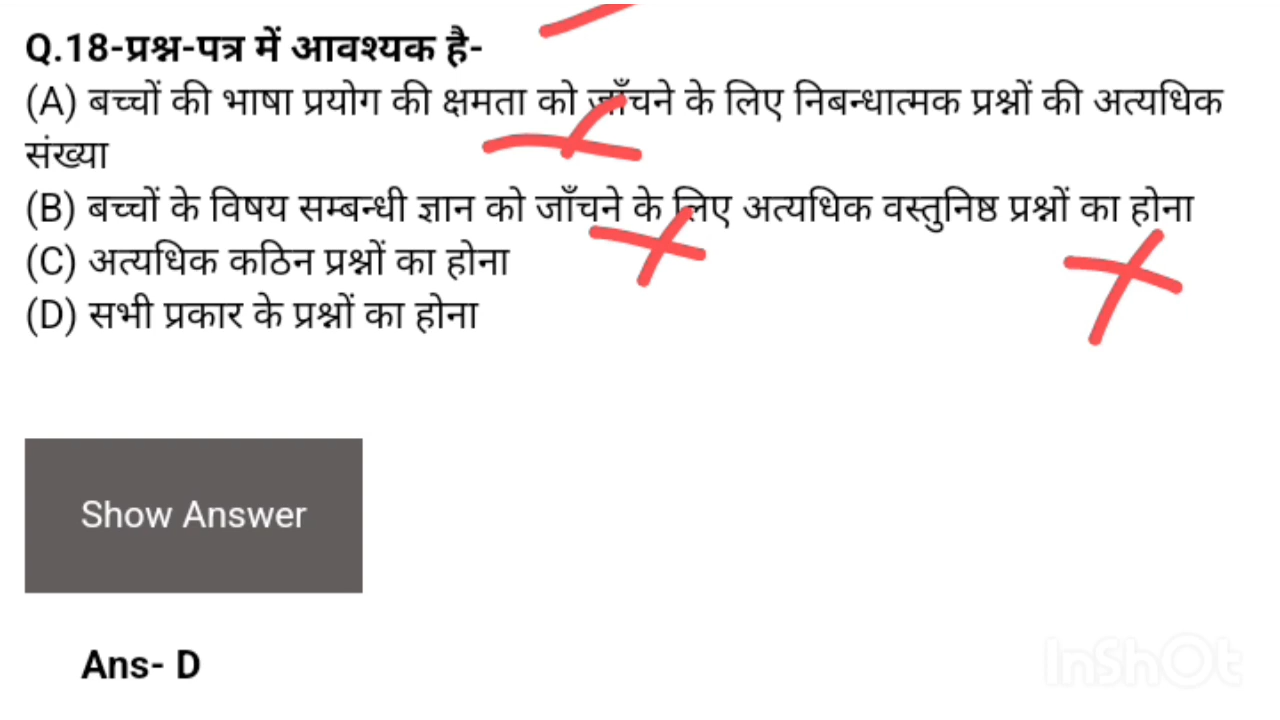 Q.18-प्रश्न-पत्र में आवश्यक है-
(A) बच्चों की भाषा प्रयोग की क्षमता को जाँचने के लिए निबन्धात्मक प्रश्नों की अत्यधिक
संख्या
(B) बच्चों के विषय सम्बन्धी ज्ञान को जाँचने के लिए अत्यधिक वस्तुनिष्ठ प्रश्नों का होना
(C) अत्यधिक कठिन प्रश्नों का होना
(D) सभी प्रकार के प्रश्नों का होना
Show Answer
Ans- D
InShOt